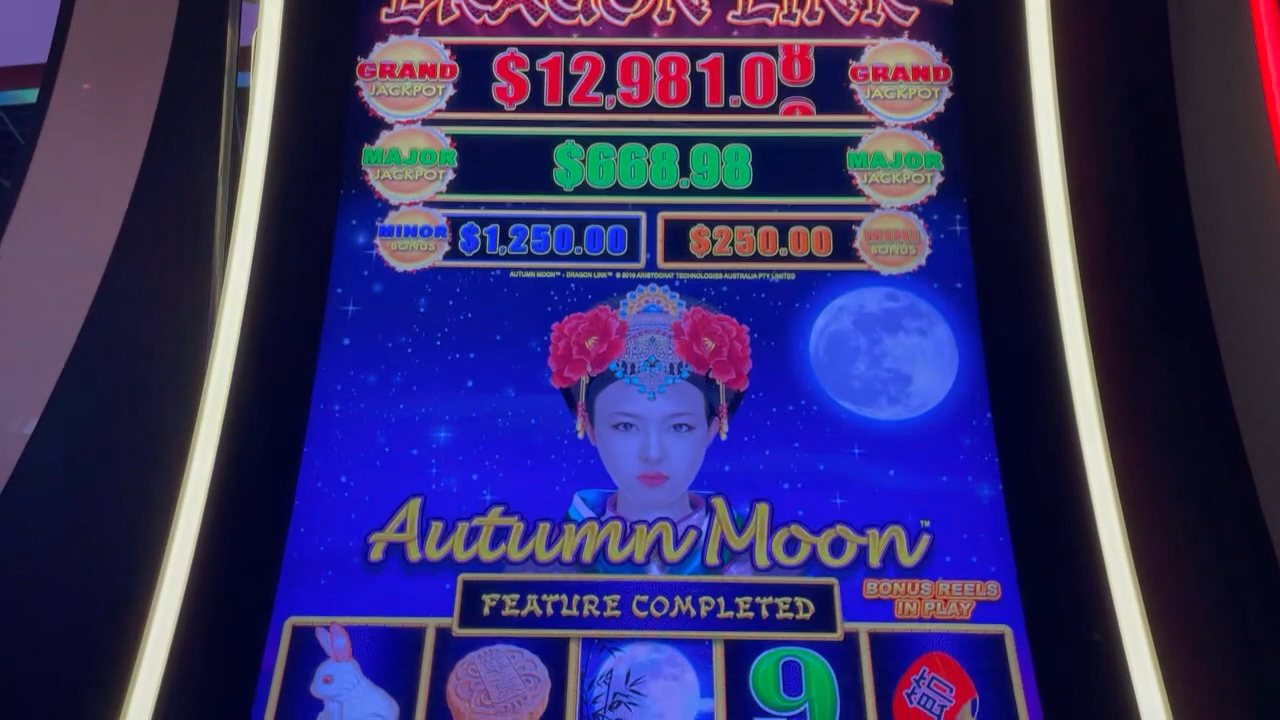 DRAGON LINK
GRAND JACKPOT $12,981.08 GRAND JACKPOT
MAJOR JACKPOT $668.98 MAJOR JACKPOT
MINOR BONUS $1,250.00 $250.00 MINI BONUS
AUTUMN MOON™ - DRAGON LINK™ © 2016 ARISTOCRAT TECHNOLOGIES AUSTRALIA PTY LIMITED
Autumn Moon™
FEATURE COMPLETED
BONUS REELS
IN PLAY
9